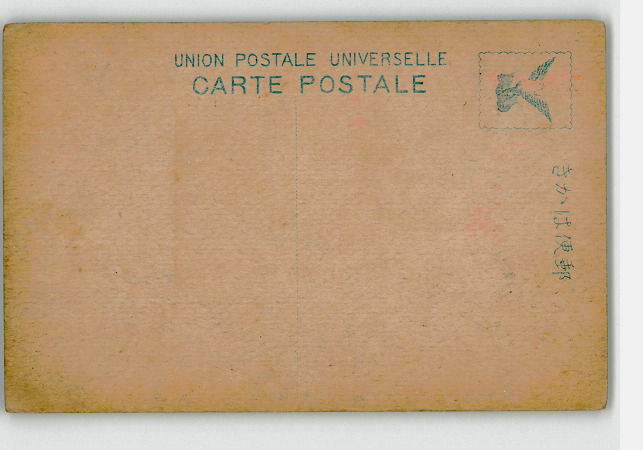 UNION POSTALE UNIVERSELLE
CARTE POSTALE
きかは便郵